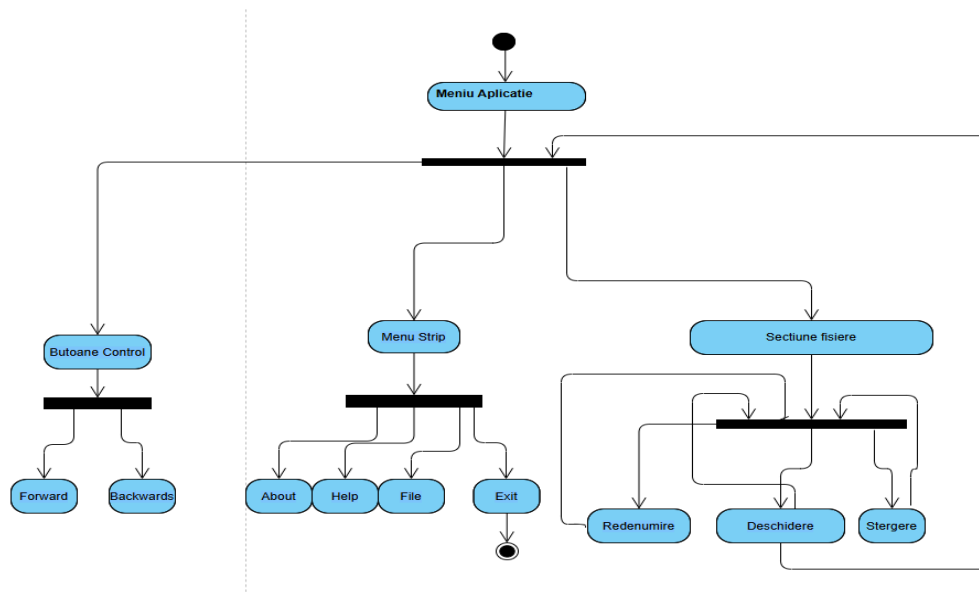 Meniu Aplicatie
Butoane Control
Menu Strip
Sectiune fisiere
Forward
Backwards
About
Help
File
Exit
Redenumire
Deschidere
Stergere